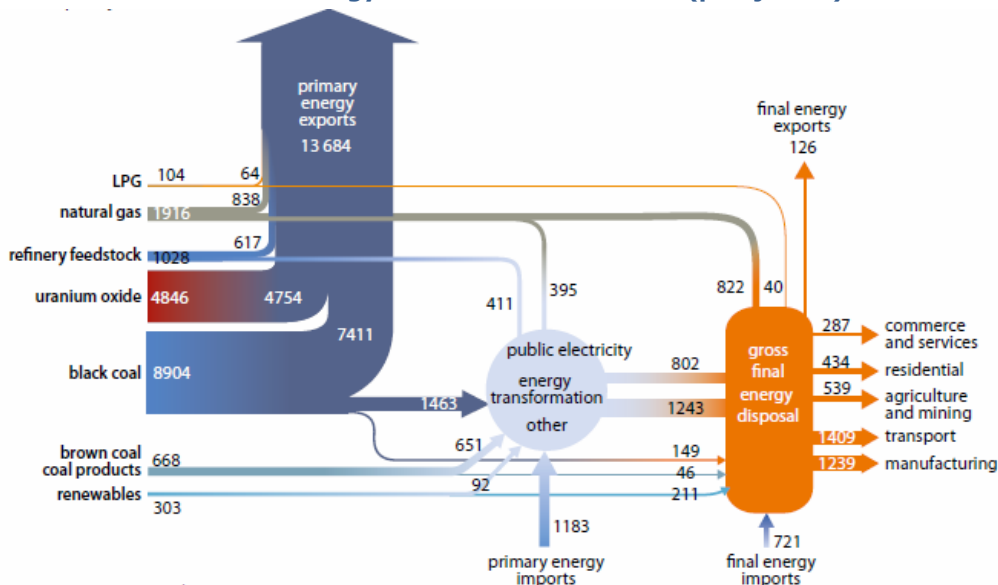 primary
energy
exports
13 684
final energy
exports
126
LPG 104 64
838
natural gas 1916
617
refinery feedstock 1028
uranium oxide 4846 4754
411 395 822 40
7411
black coal 8904
public electricity
energy
transformation
other
802
1243
gross
final
energy
disposal
287 commerce
and services
434 residential
539 agriculture
and mining
1409 transport
1239 manufacturing
1463
651 149
brown coal
coal products 668
46
92
renewables
303
211
1183
primary energy
imports
721
final energy
imports